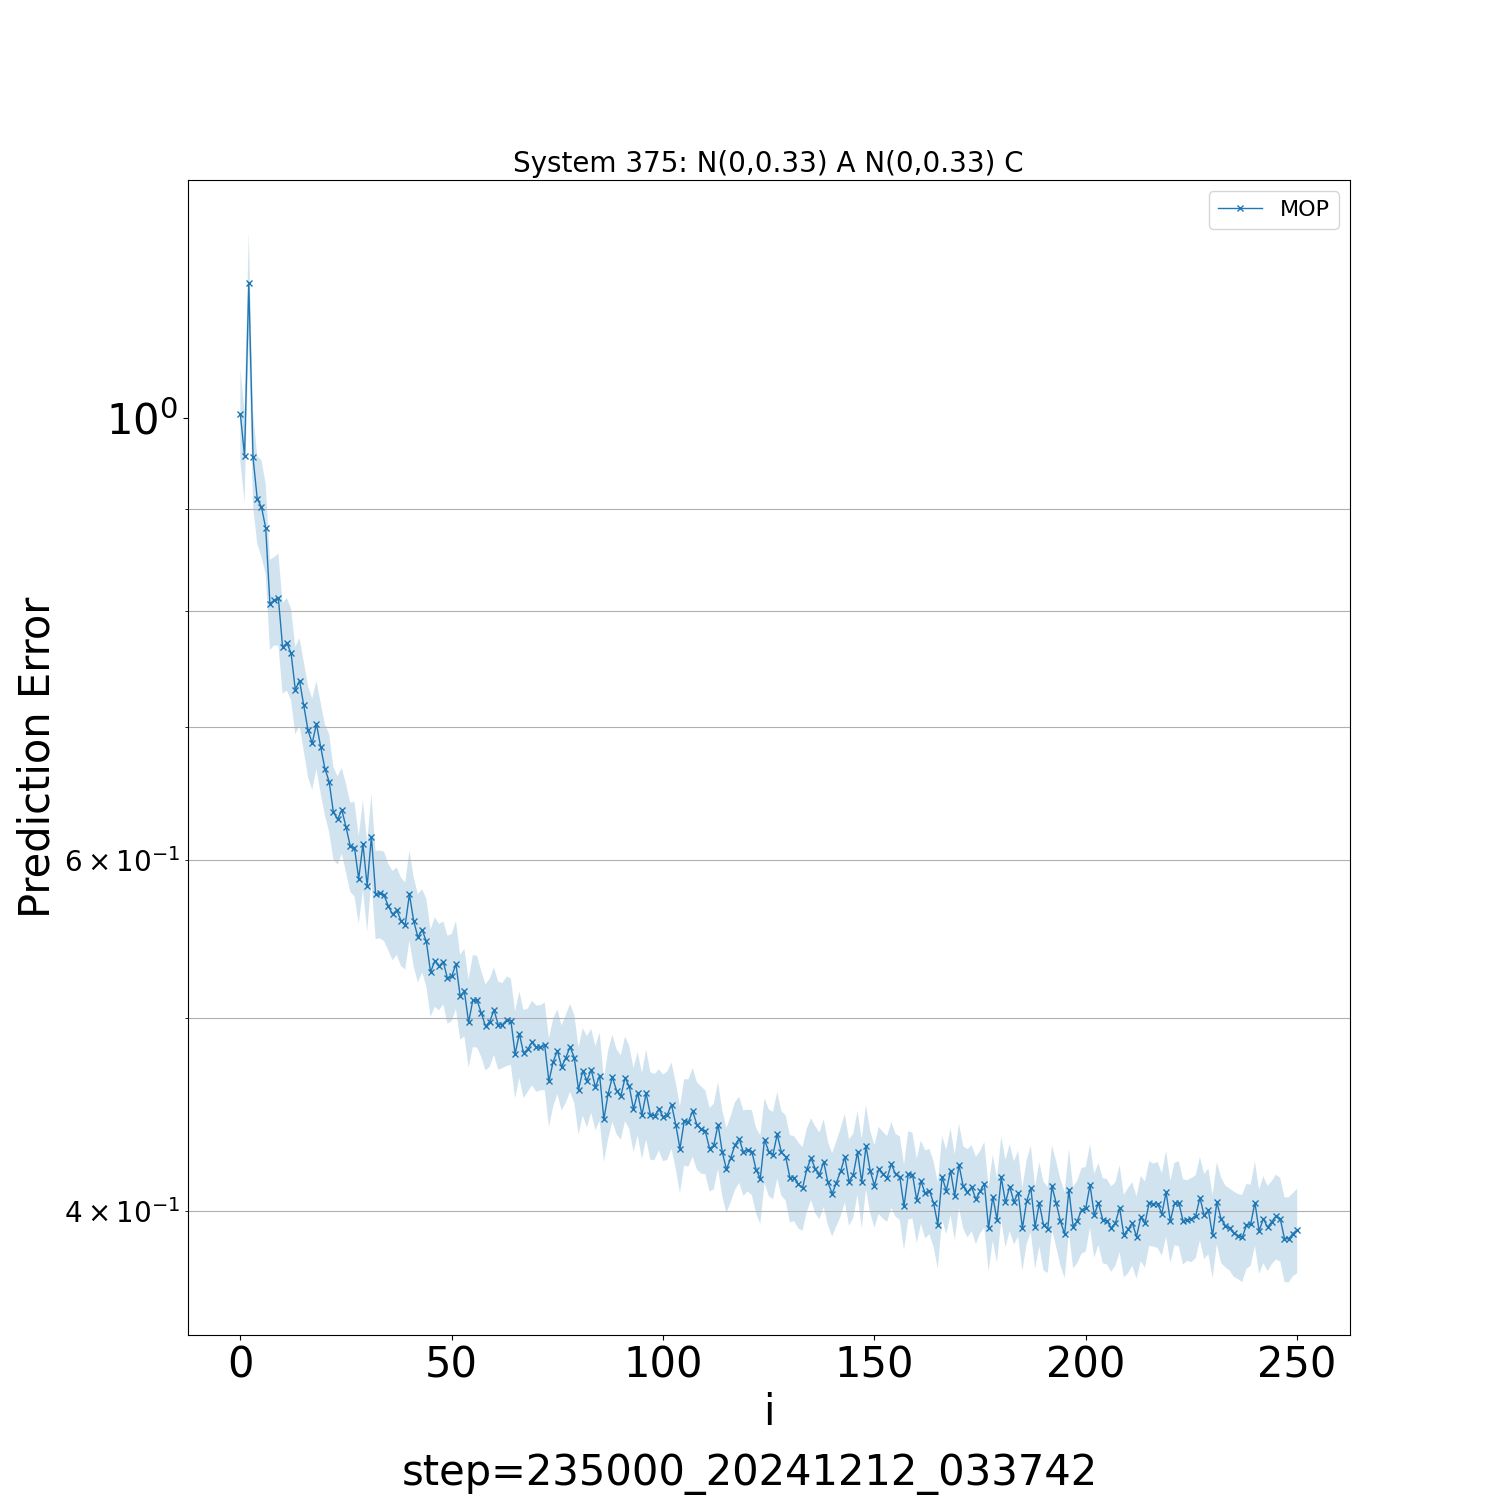 System 375: N(0,0.33) A N(0,0.33) C
MOP
10⁰
6 × 10⁻¹
4 × 10⁻¹
Prediction Error
0 50 100 150 200 250
i
step=235000_20241212_033742